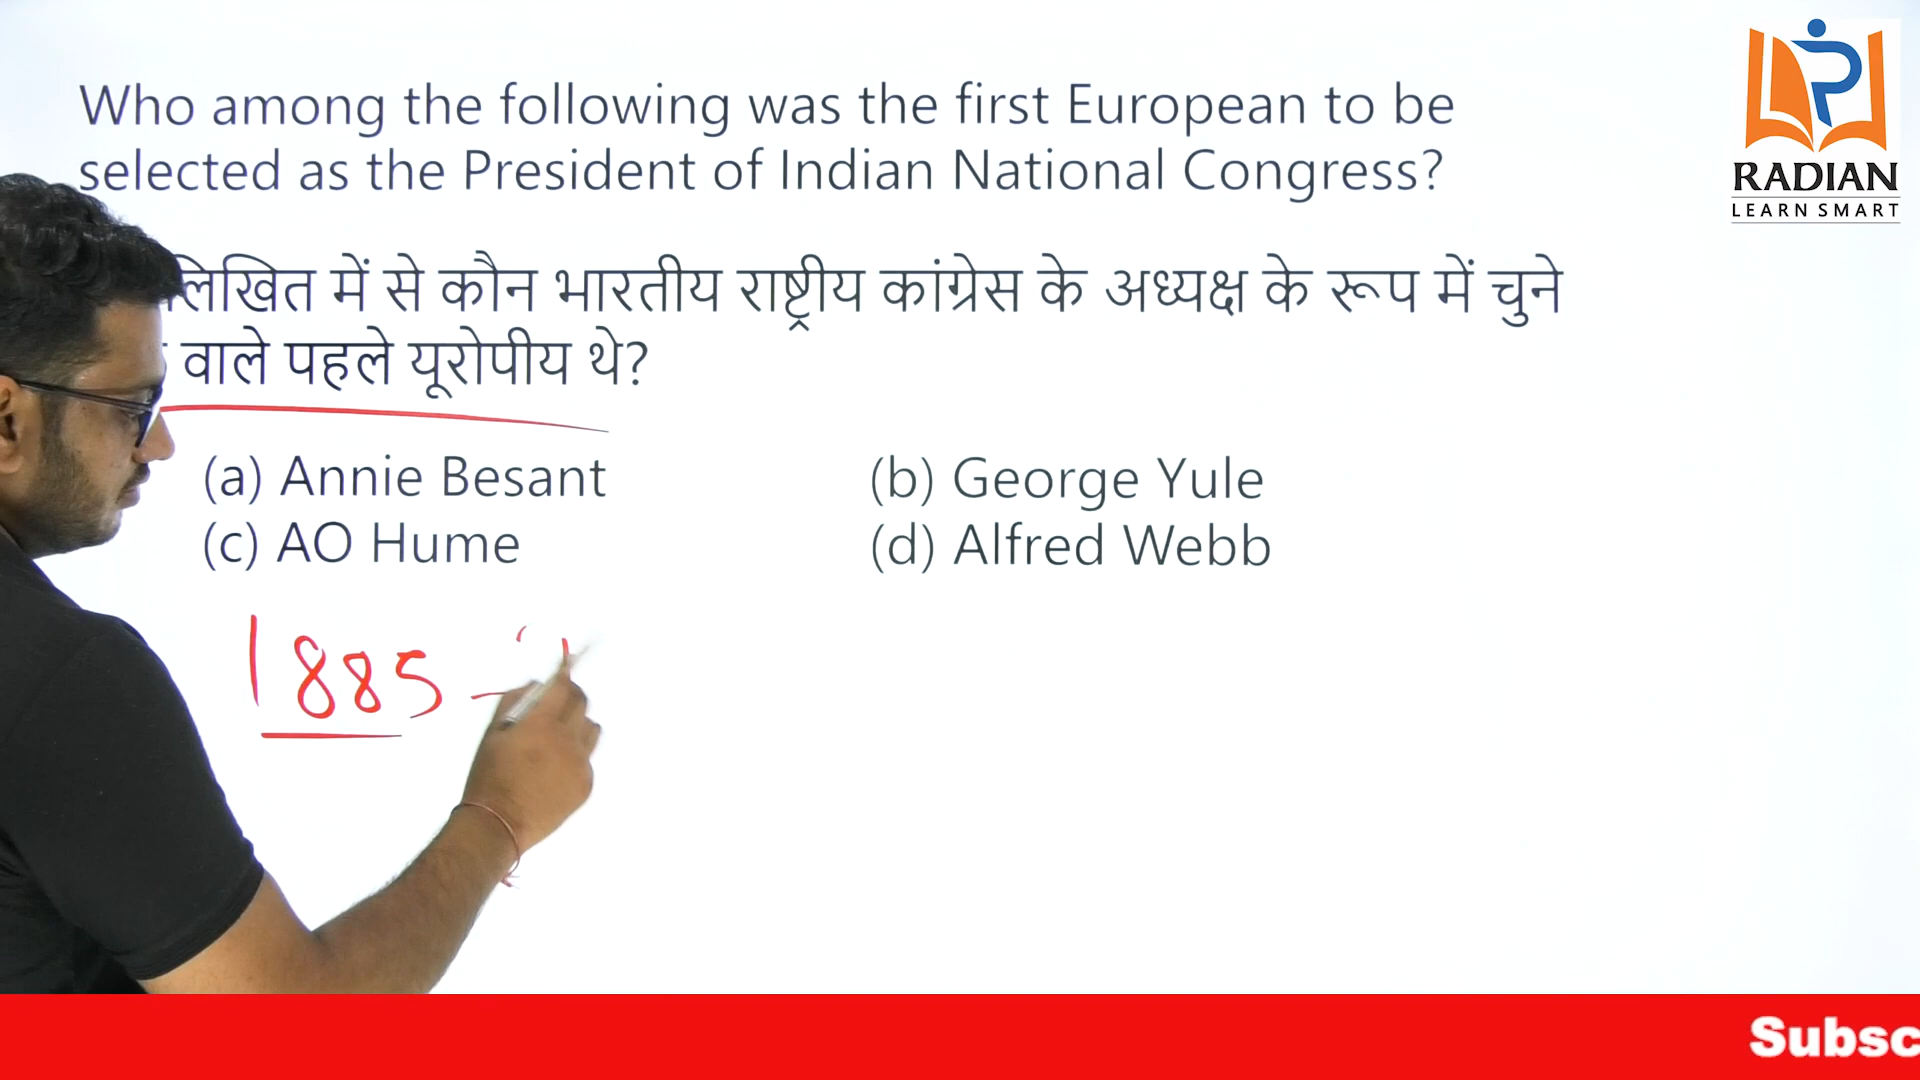 Who among the following was the first European to be
selected as the President of Indian National Congress?
लिखित में से कौन भारतीय राष्ट्रीय कांग्रेस के अध्यक्ष के रूप में चुने
वाले पहले यूरोपीय थे?
(a) Annie Besant (b) George Yule
(c) AO Hume (d) Alfred Webb
1885 -
RADIAN
LEARN SMART
Subsc